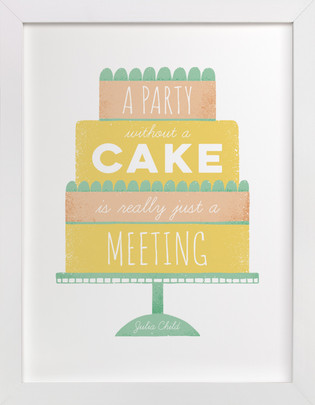 A PARTY
without a
CAKE
is really just a
MEETING
Julia Child